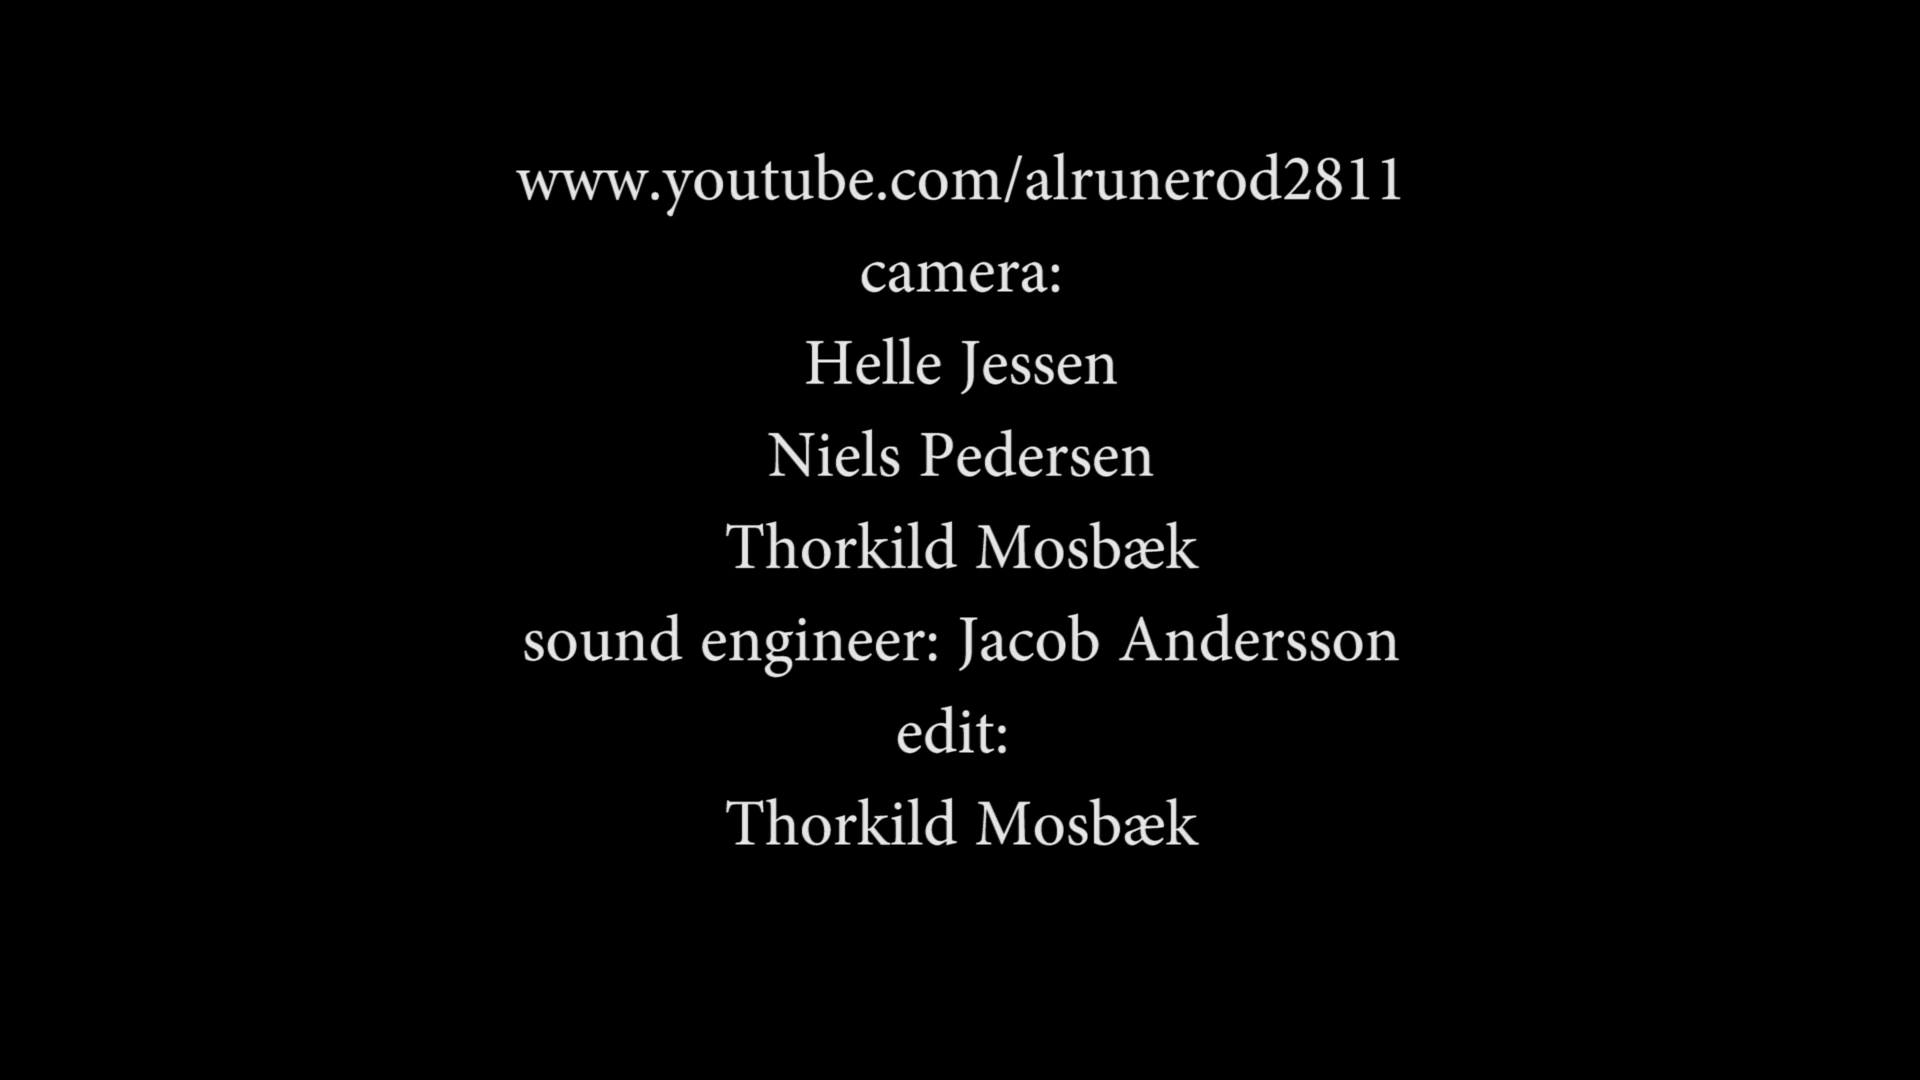 www.youtube.com/alrunerod2811
camera:
Helle Jessen
Niels Pedersen
Thorkild Mosbæk
sound engineer: Jacob Andersson
edit:
Thorkild Mosbæk